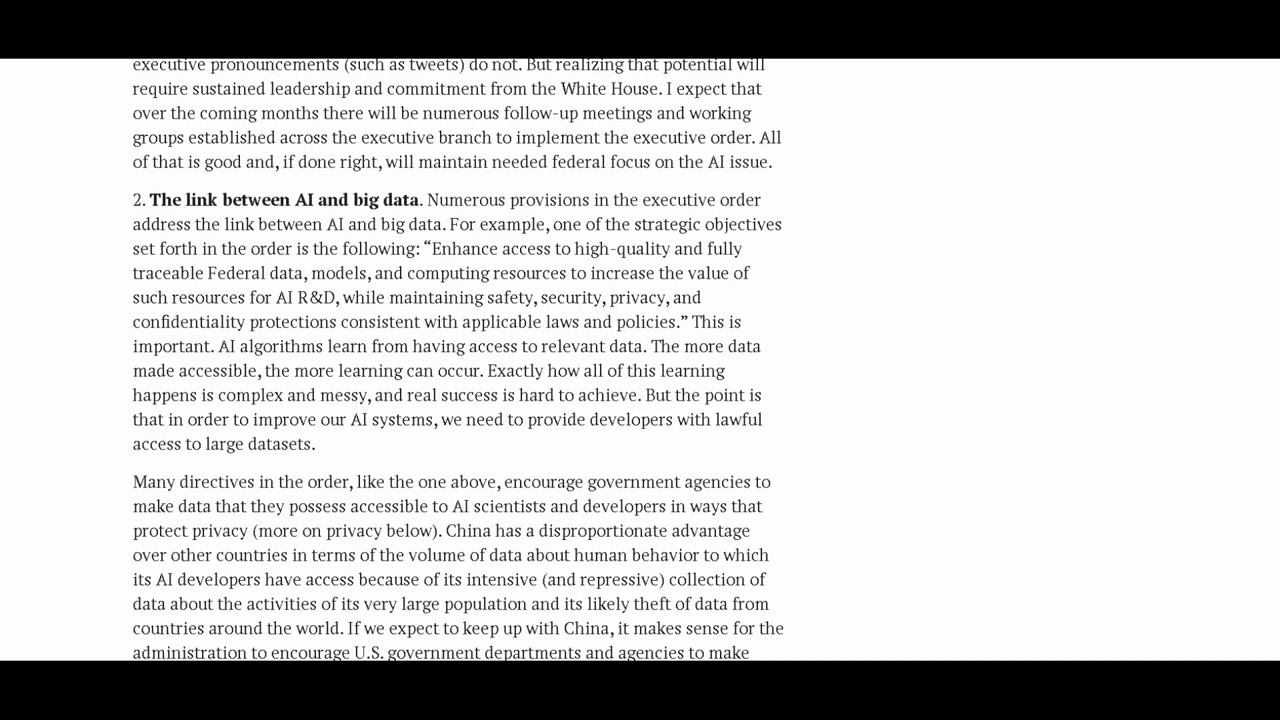 executive pronouncements (such as tweets) do not. But realizing that potential will
require sustained leadership and commitment from the White House. I expect that
over the coming months there will be numerous follow-up meetings and working
groups established across the executive branch to implement the executive order. All
of that is good and, if done right, will maintain needed federal focus on the AI issue.
2. The link between AI and big data. Numerous provisions in the executive order
address the link between AI and big data. For example, one of the strategic objectives
set forth in the order is the following: “Enhance access to high-quality and fully
traceable Federal data, models, and computing resources to increase the value of
such resources for AI R&D, while maintaining safety, security, privacy, and
confidentiality protections consistent with applicable laws and policies.” This is
important. AI algorithms learn from having access to relevant data. The more data
made accessible, the more learning can occur. Exactly how all of this learning
happens is complex and messy, and real success is hard to achieve. But the point is
that in order to improve our AI systems, we need to provide developers with lawful
access to large datasets.
Many directives in the order, like the one above, encourage government agencies to
make data that they possess accessible to AI scientists and developers in ways that
protect privacy (more on privacy below). China has a disproportionate advantage
over other countries in terms of the volume of data about human behavior to which
its AI developers have access because of its intensive (and repressive) collection of
data about the activities of its very large population and its likely theft of data from
countries around the world. If we expect to keep up with China, it makes sense for the
administration to encourage U.S. government departments and agencies to make